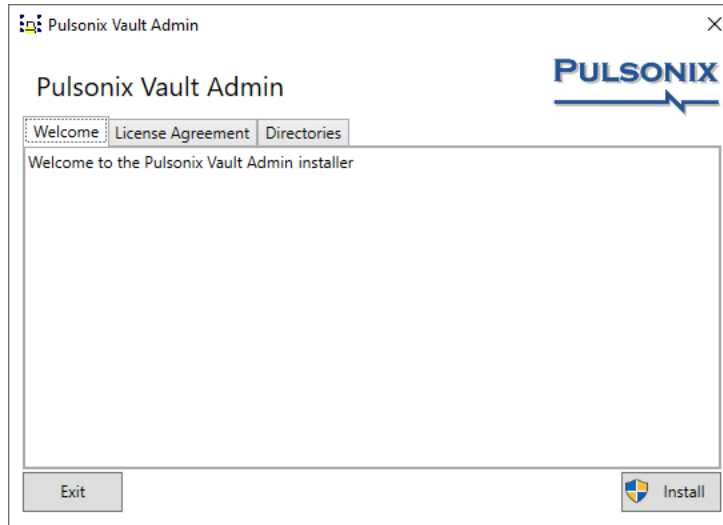 Pulsonix Vault Admin
Pulsonix Vault Admin
PULSONIX
Welcome
License Agreement
Directories
Welcome to the Pulsonix Vault Admin installer
Exit
Install